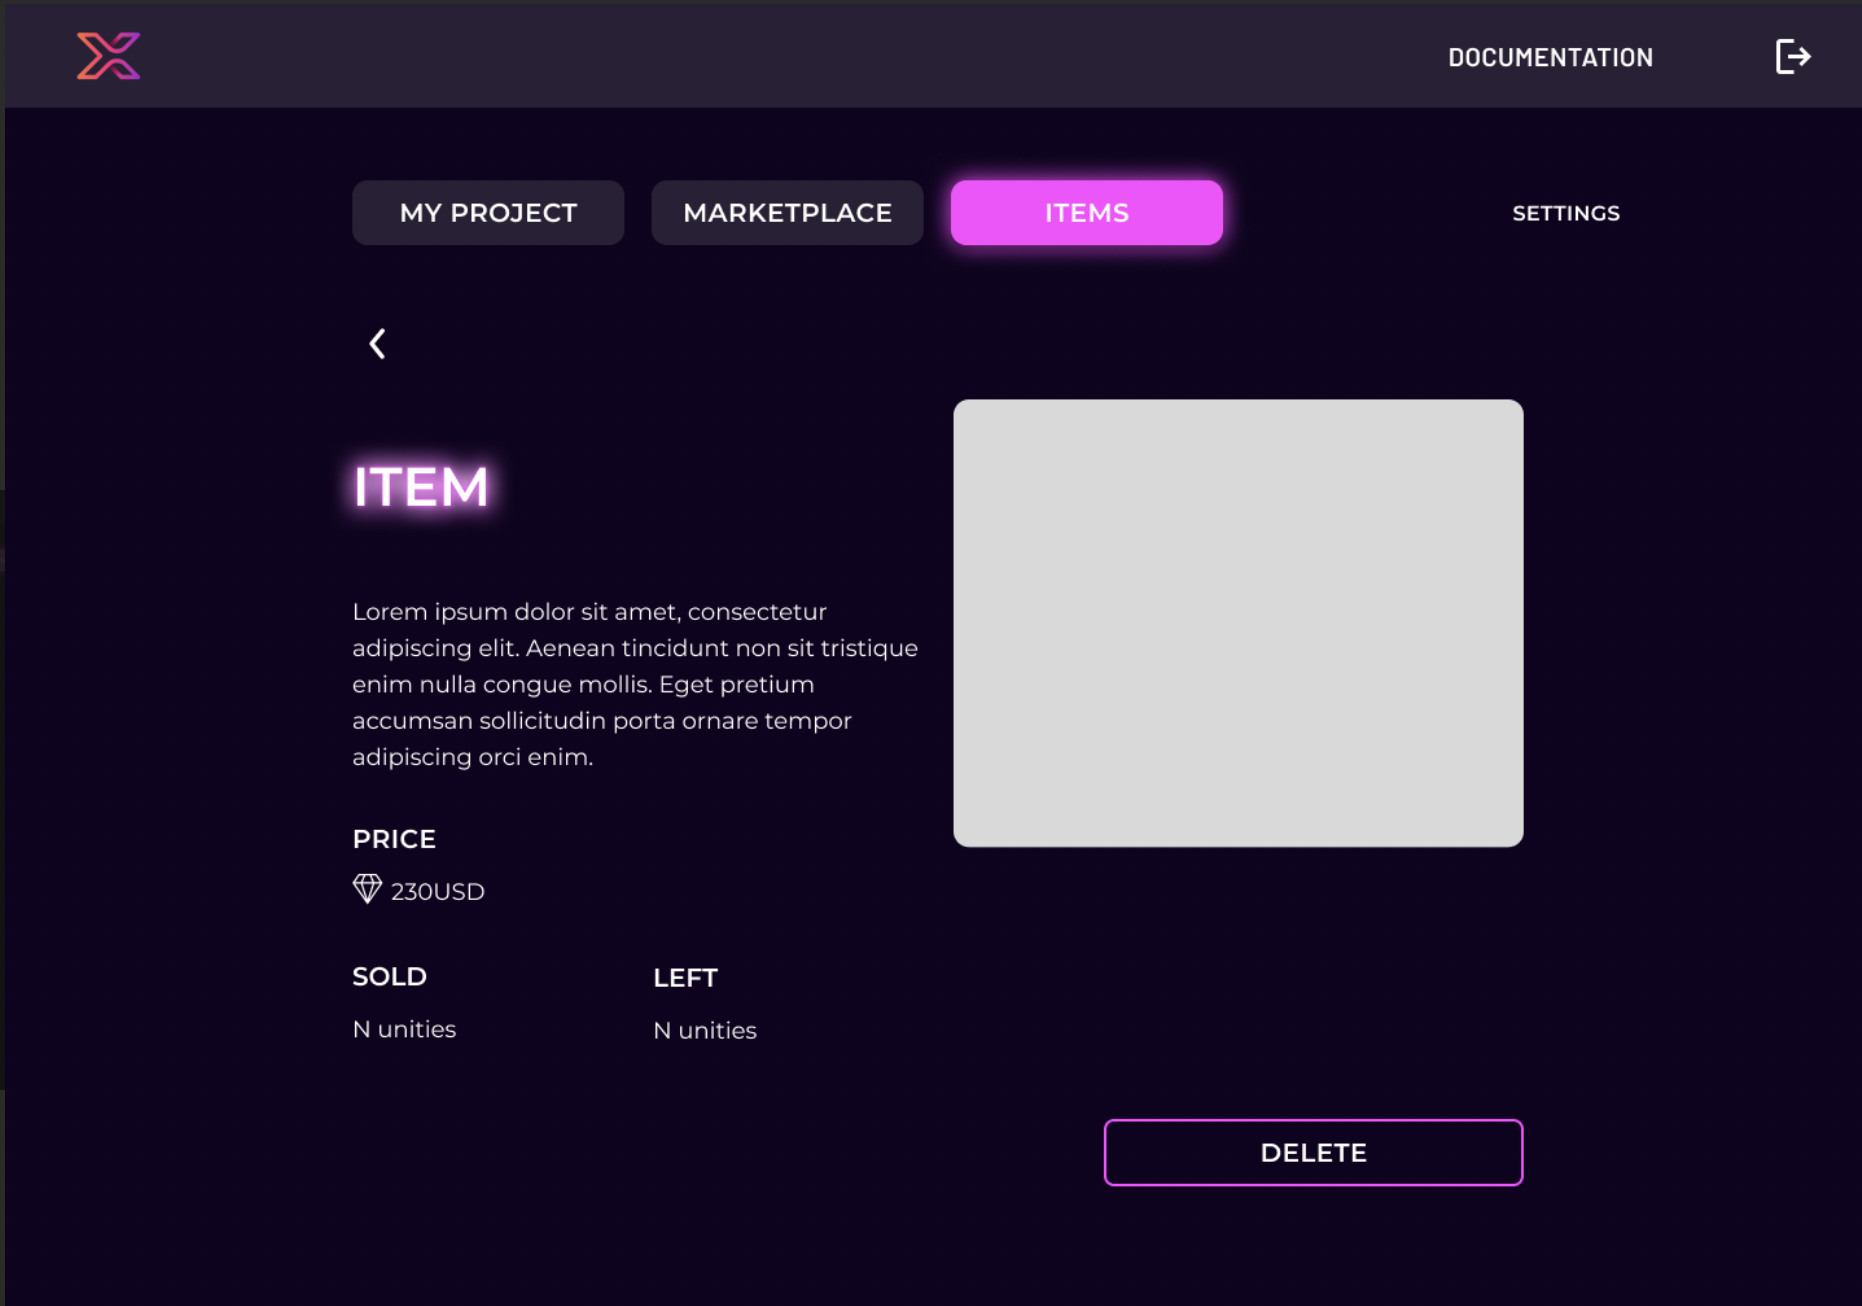 DOCUMENTATION
MY PROJECT
MARKETPLACE
ITEMS
SETTINGS
ITEM
Lorem ipsum dolor sit amet, consectetur
adipiscing elit. Aenean tincidunt non sit tristique
enim nulla congue mollis. Eget pretium
accumsan sollicitudin porta ornare tempor
adipiscing orci enim.
PRICE
230USD
SOLD
LEFT
N unities
N unities
DELETE